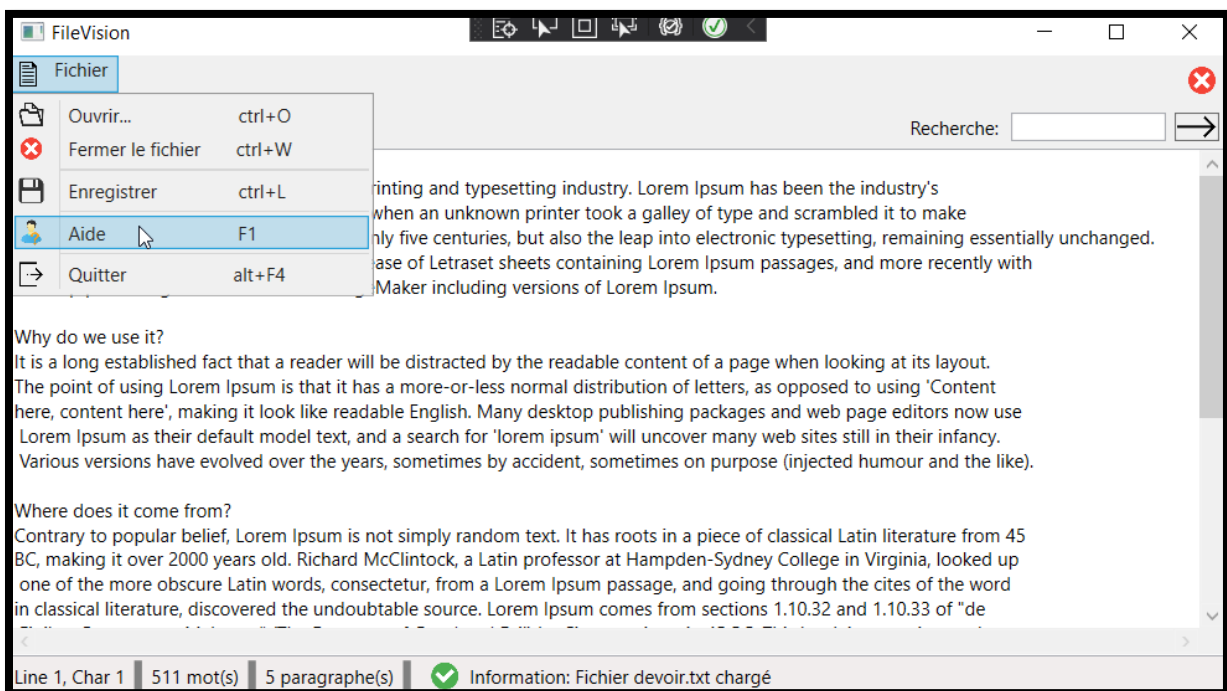 FileVision
Fichier
Ouvrir... ctrl+O
Fermer le fichier ctrl+W
Enregistrer ctrl+L
Aide F1
Quitter alt+F4
Recherche:
rinting and typesetting industry. Lorem Ipsum has been the industry's
when an unknown printer took a galley of type and scrambled it to make
nly five centuries, but also the leap into electronic typesetting, remaining essentially unchanged.
ease of Letraset sheets containing Lorem Ipsum passages, and more recently with
Maker including versions of Lorem Ipsum.
Why do we use it?
It is a long established fact that a reader will be distracted by the readable content of a page when looking at its layout.
The point of using Lorem Ipsum is that it has a more-or-less normal distribution of letters, as opposed to using 'Content
here, content here', making it look like readable English. Many desktop publishing packages and web page editors now use
Lorem Ipsum as their default model text, and a search for 'lorem ipsum' will uncover many web sites still in their infancy.
Various versions have evolved over the years, sometimes by accident, sometimes on purpose (injected humour and the like).
Where does it come from?
Contrary to popular belief, Lorem Ipsum is not simply random text. It has roots in a piece of classical Latin literature from 45
BC, making it over 2000 years old. Richard McClintock, a Latin professor at Hampden-Sydney College in Virginia, looked up
one of the more obscure Latin words, consectetur, from a Lorem Ipsum passage, and going through the cites of the word
in classical literature, discovered the undoubtable source. Lorem Ipsum comes from sections 1.10.32 and 1.10.33 of "de
Line 1, Char 1 511 mot(s) 5 paragraphe(s) Information: Fichier devoir.txt chargé